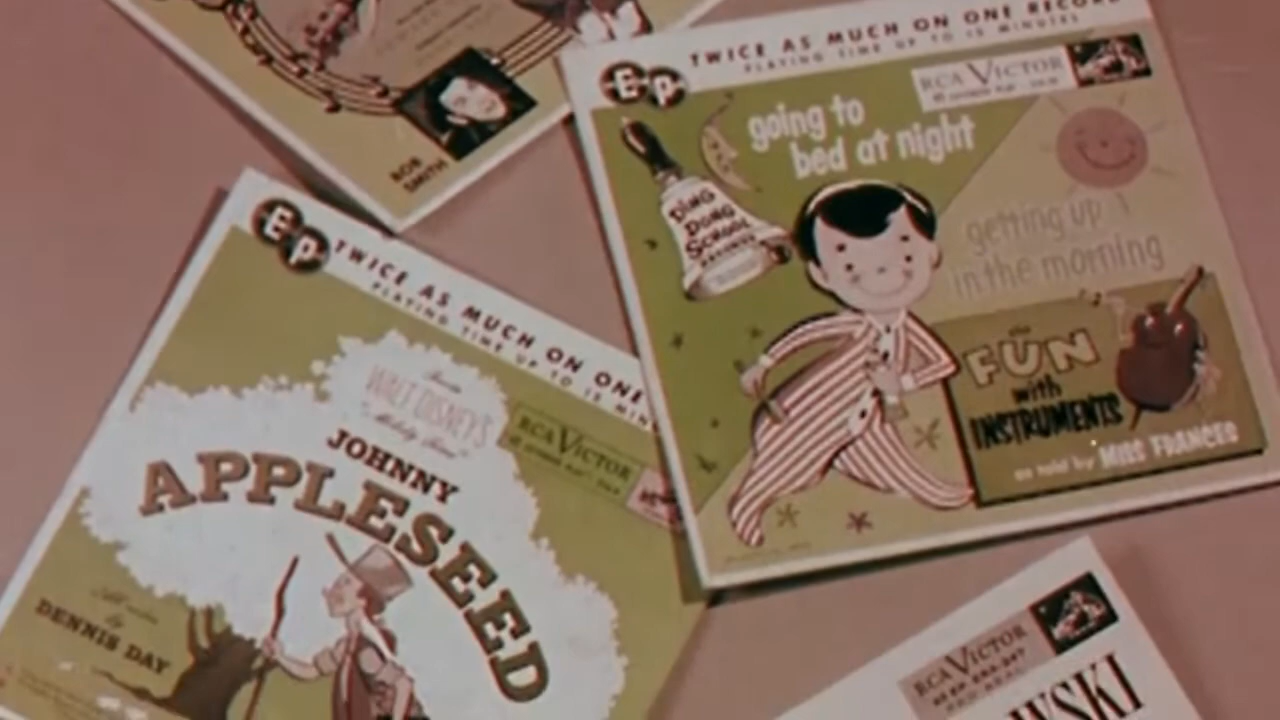 BOB
SMITH
EP
TWICE AS MUCH ON ONE RECORD
PLAYING TIME UP TO 15 MINUTES
RCA VICTOR
going to
bed at night
DING
DONG
SCHOOL
RECORDS
getting up
in the morning
the
FUN
with
INSTRUMENTS
as told by MISS FRANCES
EP
TWICE AS MUCH ON ONE
PLAYING TIME UP TO 15 MIN
WALT DISNEY'S
"Melody Time"
RCA VICTOR
JOHNNY
APPLESEED
by
DENNIS DAY
RCA VICTOR
WSKI